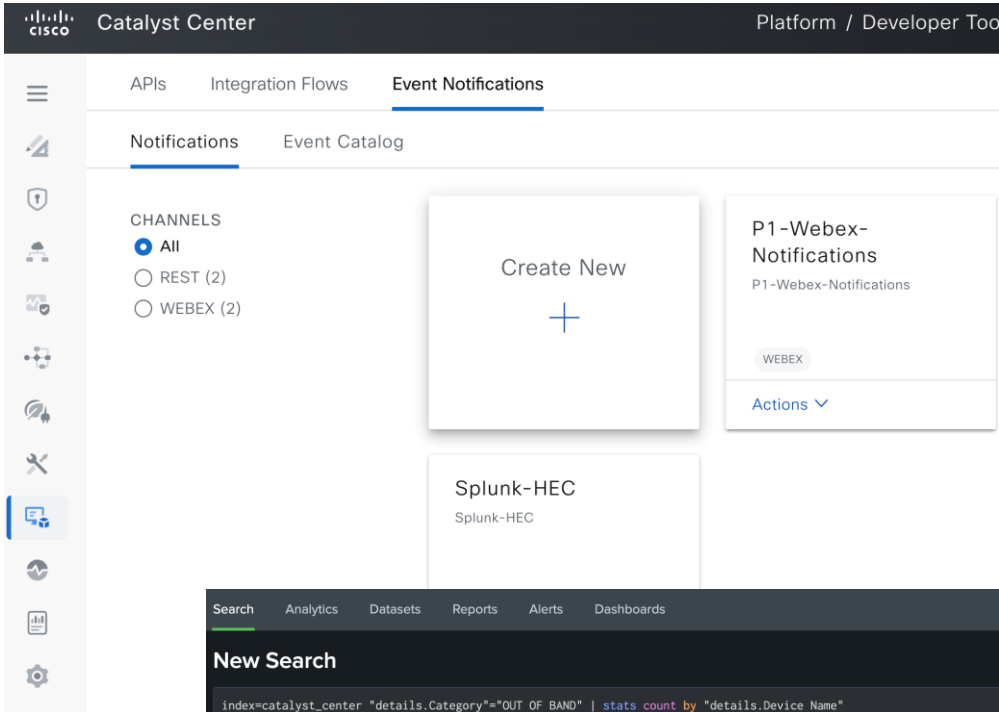 CISCO
Catalyst Center
Platform / Developer Too
APIs
Integration Flows
Event Notifications
Notifications
Event Catalog
CHANNELS
All
REST (2)
WEBEX (2)
Create New
P1-Webex-
Notifications
P1-Webex-Notifications
WEBEX
Actions
Splunk-HEC
Splunk-HEC
Search
Analytics
Datasets
Reports
Alerts
Dashboards
New Search
index=catalyst_center "details.Category"="OUT OF BAND" | stats count by "details.Device Name"